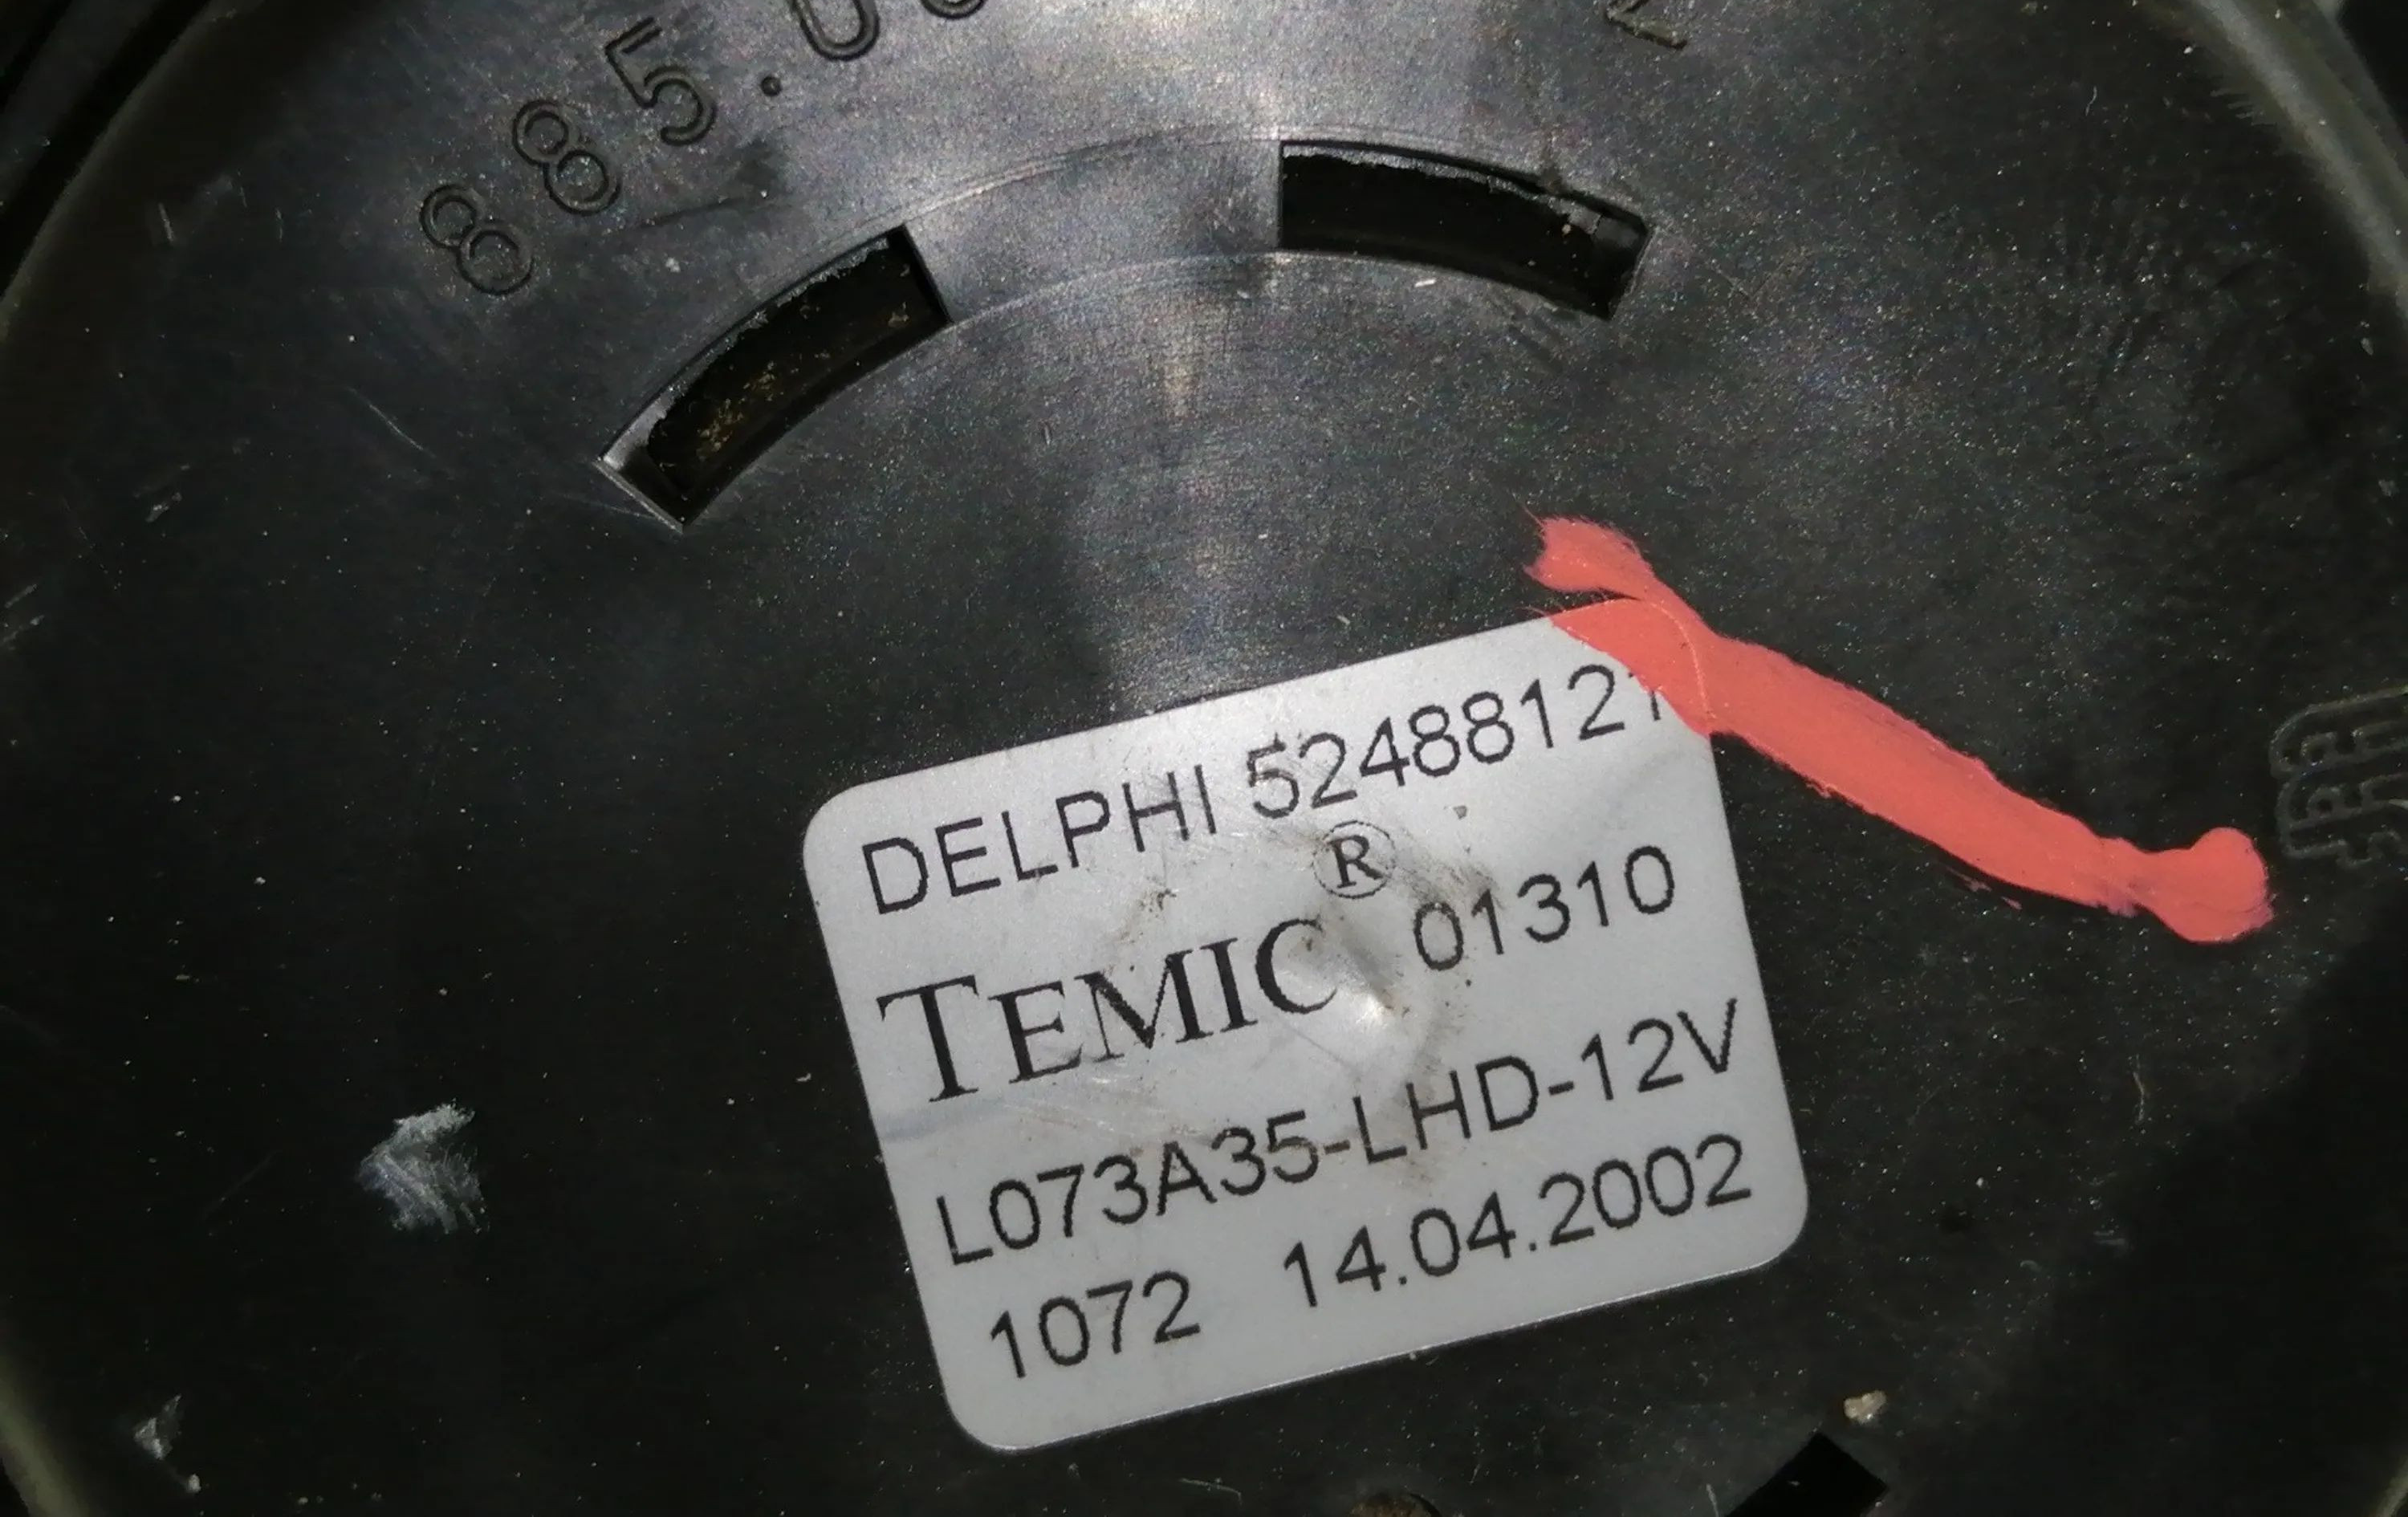 DELPHI 52488121
TEMIC® 01310
L073A35-LHD-12V
1072 14.04.2002